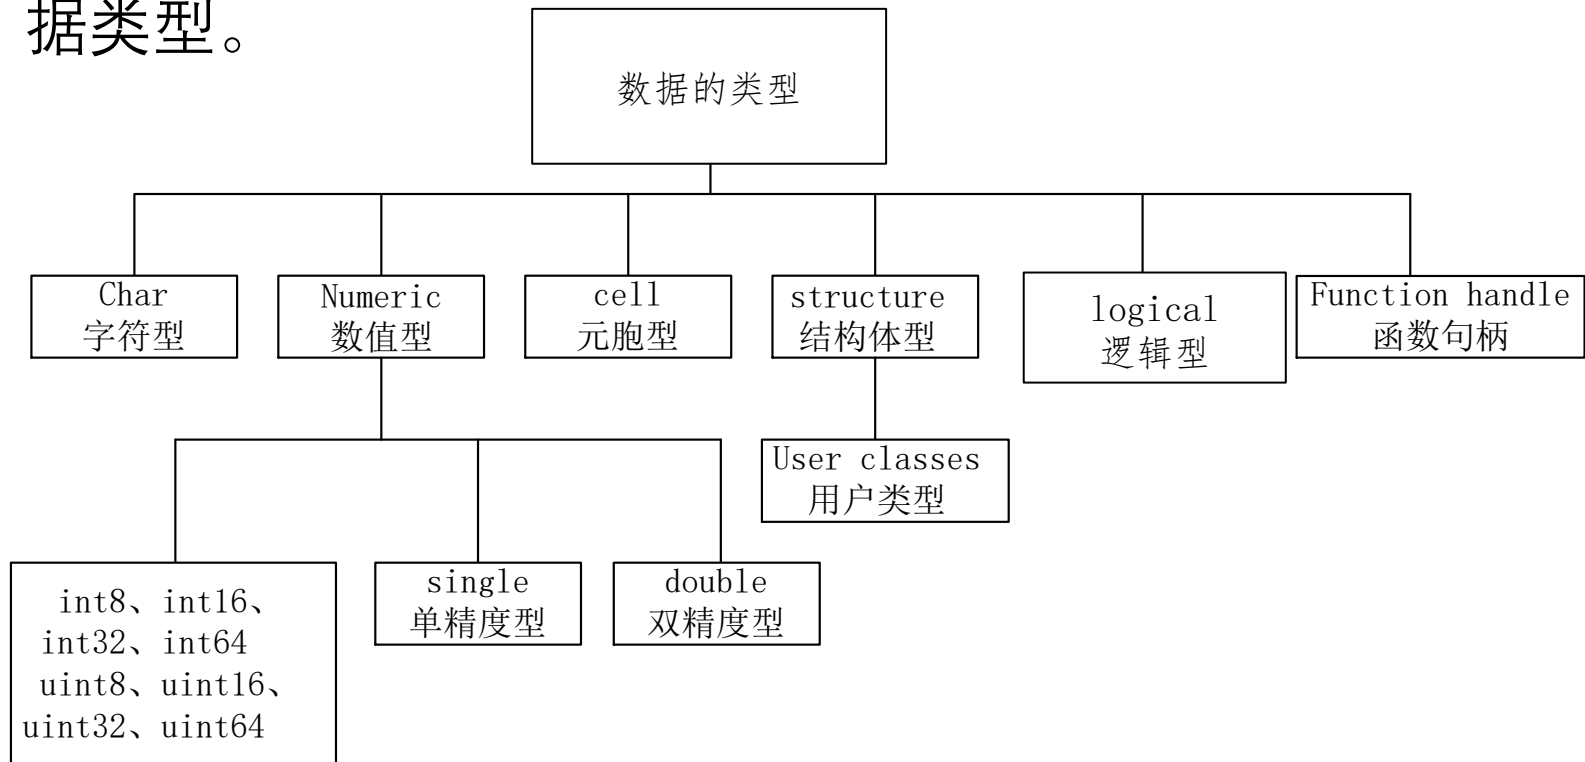 据类型。
数据的类型
Char
字符型
Numeric
数值型
cell
元胞型
structure
结构体型
logical
逻辑型
Function handle
函数句柄
User classes
用户类型
int8、int16、
int32、int64
uint8、uint16、
uint32、uint64
single
单精度型
double
双精度型